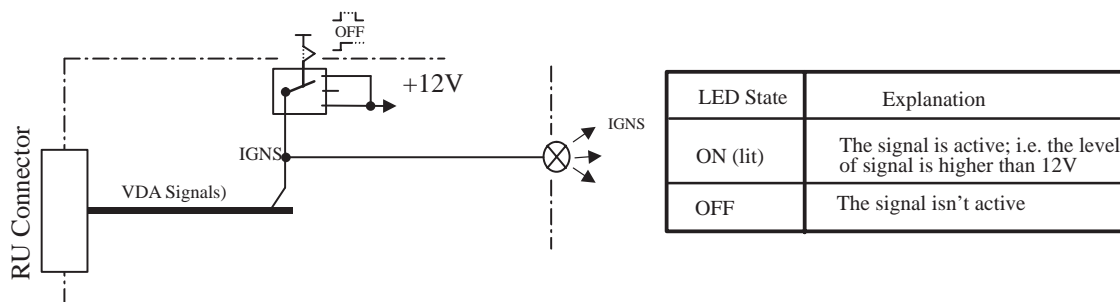 OFF
+12V
IGNS
IGNS
VDA Signals)
RU Connector
LED State Explanation
ON (lit) The signal is active; i.e. the level
of signal is higher than 12V
OFF The signal isn't active